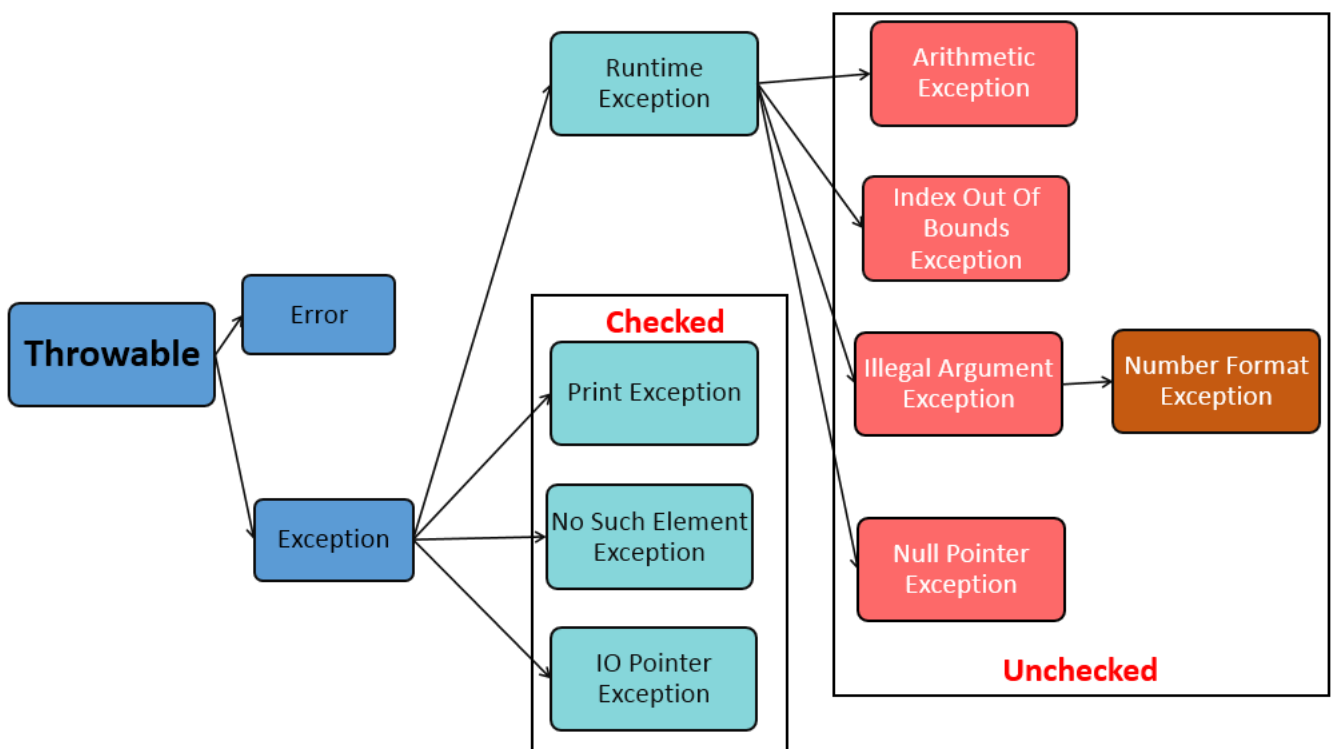 Throwable
Error
Exception
Runtime
Exception
Checked
Print Exception
No Such Element
Exception
IO Pointer
Exception
Arithmetic
Exception
Index Out Of
Bounds
Exception
Illegal Argument
Exception
Number Format
Exception
Null Pointer
Exception
Unchecked